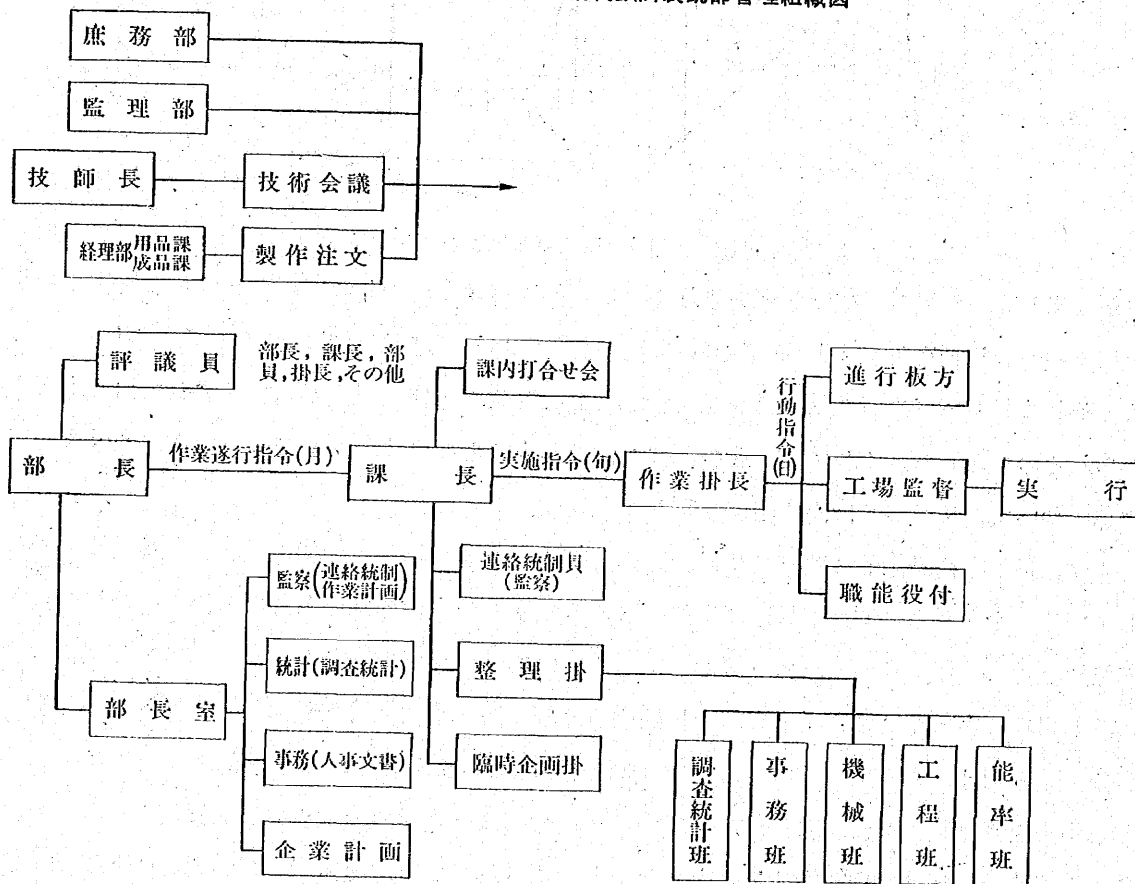 部管理組織図
庶務部
監理部
技師長
技術会議
経理部 用品課
成品課
製作注文
評議員
部長,課長,部
員,掛長,その他
課内打合せ会
進行板方
部長
作業遂行指令(月)
課長
実施指令(旬)
作業掛長
行動指令(日)
工場監督
実行
職能役付
監察(連絡統制
作業計画)
連絡統制員
(監察)
統計(調査統計)
整理掛
部長室
事務(人事文書)
臨時企画掛
企業計画
調査統計班
事務班
機械班
工程班
能率班